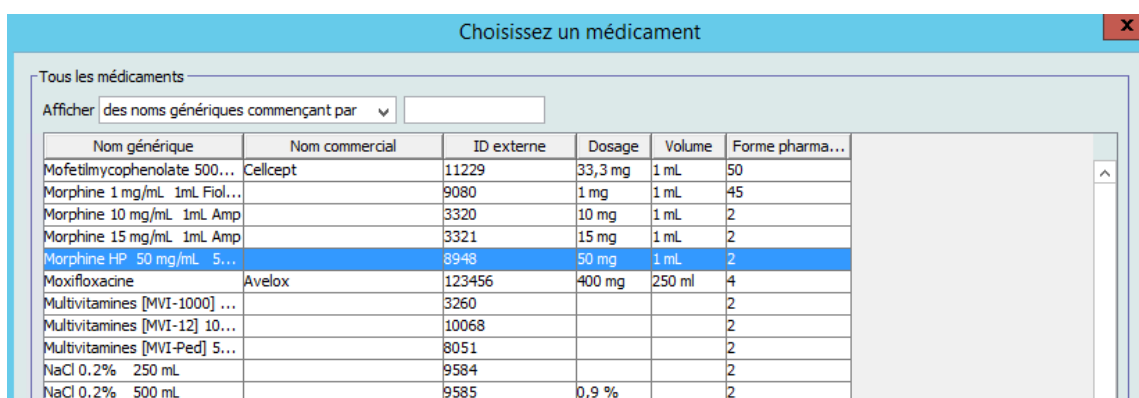 Choisissez un médicament
x
Tous les médicaments
Afficher des noms génériques commençant par
Nom générique Nom commercial ID externe Dosage Volume Forme pharma...
Mofetilmycophenolate 500... Cellcept 11229 33,3 mg 1 mL 50
Morphine 1 mg/mL 1mL Fiol... 9080 1 mg 1 mL 45
Morphine 10 mg/mL 1mL Amp 3320 10 mg 1 mL 2
Morphine 15 mg/mL 1mL Amp 3321 15 mg 1 mL 2
Morphine HP 50 mg/mL 5... 8948 50 mg 1 mL 2
Moxifloxacine Avelox 123456 400 mg 250 ml 4
Multivitamines [MVI-1000] ... 3260 2
Multivitamines [MVI-12] 10... 10068 2
Multivitamines [MVI-Ped] 5... 8051 2
NaCl 0.2% 250 mL 9584 2
NaCl 0.2% 500 mL 9585 0,9 % 2